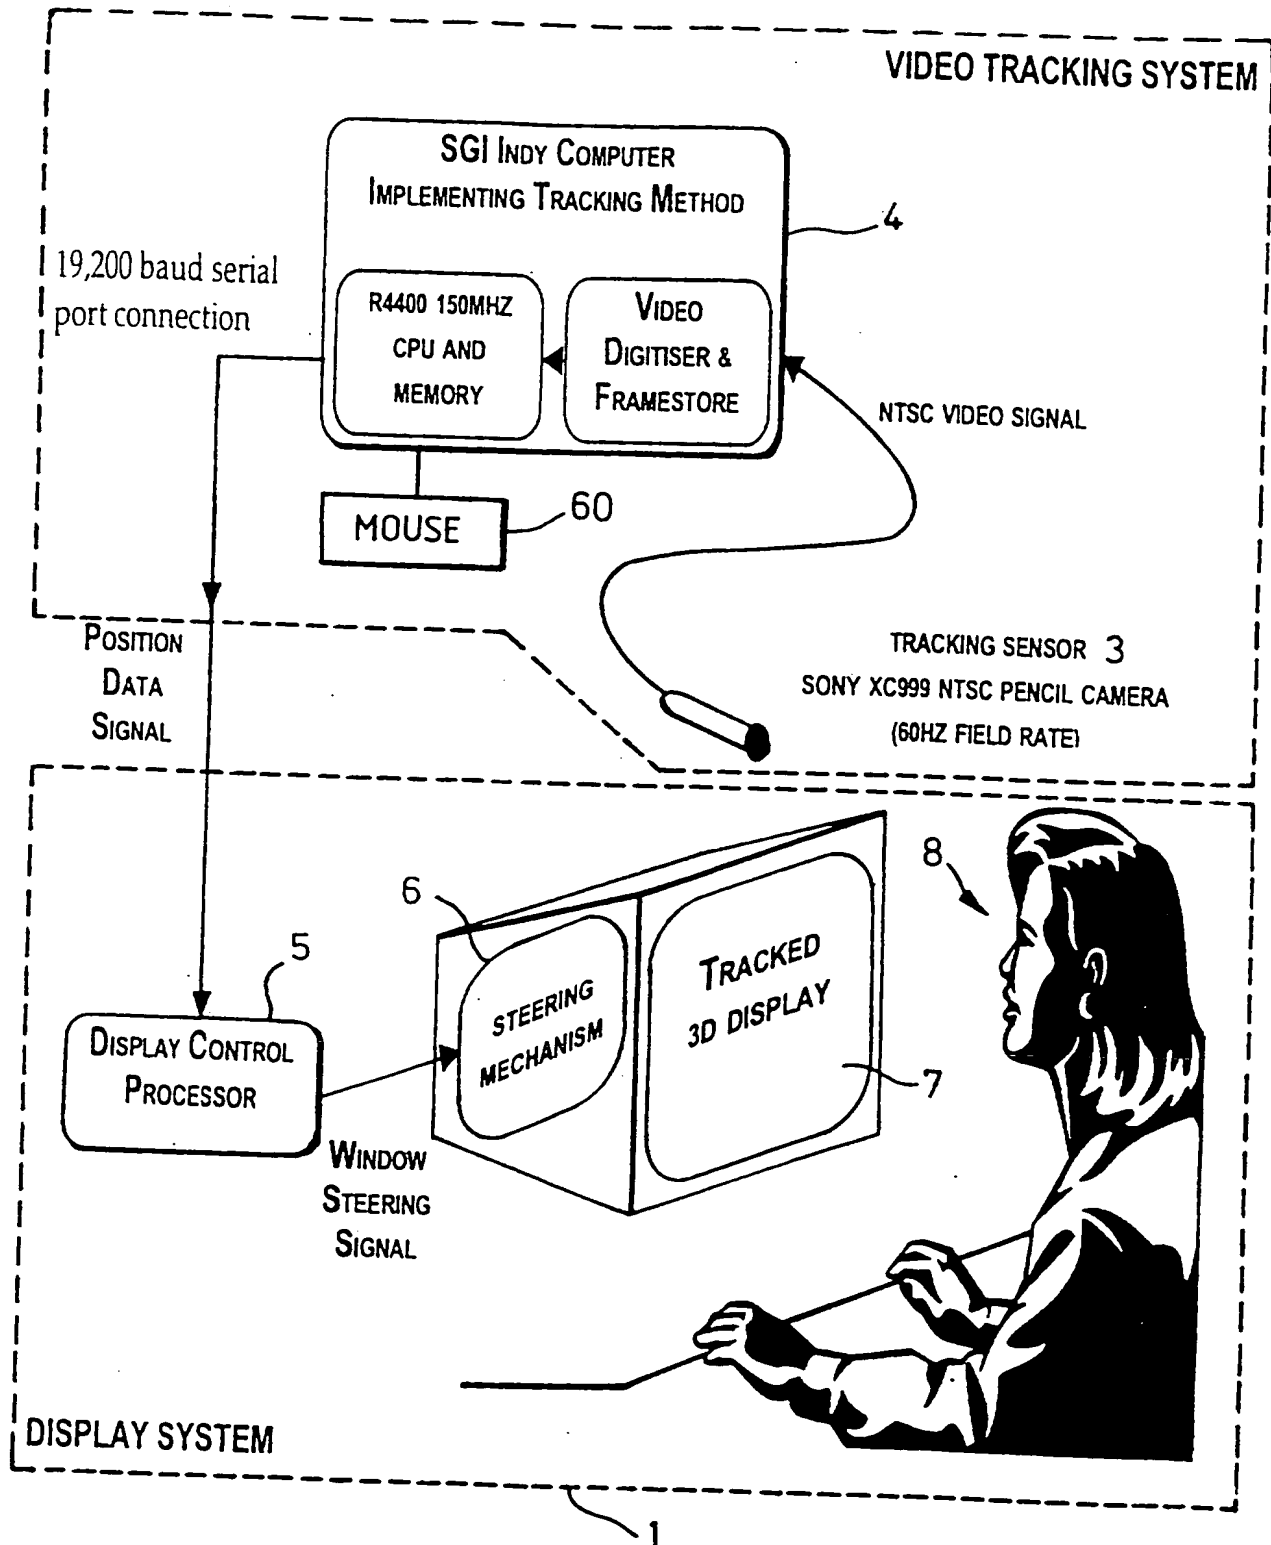 VIDEO TRACKING SYSTEM
SGI INDY COMPUTER
IMPLEMENTING TRACKING METHOD
4
19,200 baud serial
port connection
R4400 150MHZ
CPU AND
MEMORY
VIDEO
DIGITISER &
FRAMESTORE
NTSC VIDEO SIGNAL
MOUSE
60
TRACKING SENSOR 3
SONY XC999 NTSC PENCIL CAMERA
(60HZ FIELD RATE)
POSITION
DATA
SIGNAL
8
6
5
STEERING
MECHANISM
TRACKED
3D DISPLAY
7
DISPLAY CONTROL
PROCESSOR
WINDOW
STEERING
SIGNAL
DISPLAY SYSTEM
1